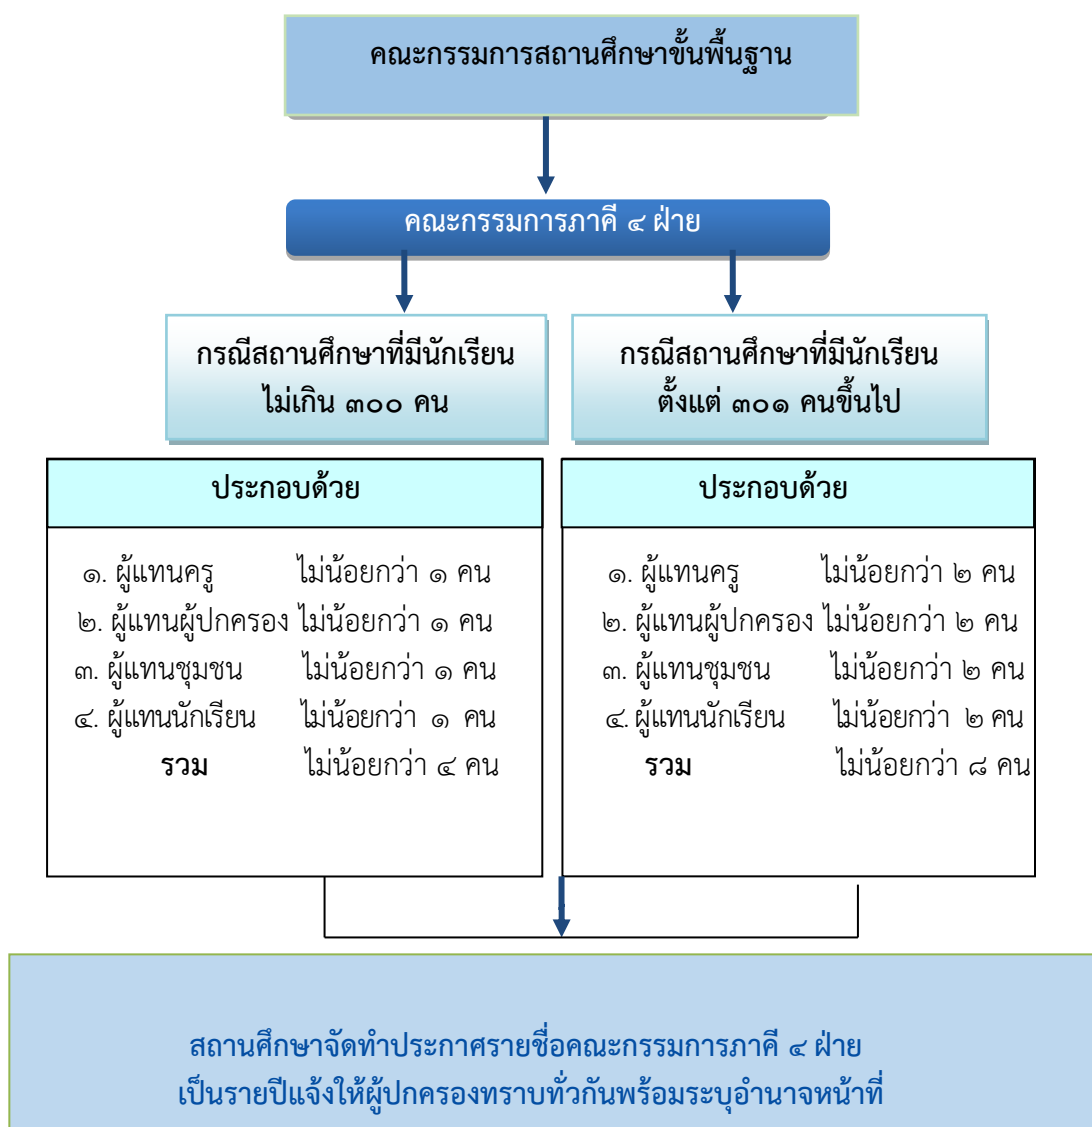 คณะกรรมการสถานศึกษาขั้นพื้นฐาน
คณะกรรมการภาคี ๔ ฝ่าย
กรณีสถานศึกษาที่มีนักเรียน
ไม่เกิน ๓๐๐ คน
กรณีสถานศึกษาที่มีนักเรียน
ตั้งแต่ ๓๐๑ คนขึ้นไป
ประกอบด้วย
๑. ผู้แทนครู ไม่น้อยกว่า ๑ คน
๒. ผู้แทนผู้ปกครอง ไม่น้อยกว่า ๑ คน
๓. ผู้แทนชุมชน ไม่น้อยกว่า ๑ คน
๔. ผู้แทนนักเรียน ไม่น้อยกว่า ๑ คน
รวม ไม่น้อยกว่า ๔ คน
ประกอบด้วย
๑. ผู้แทนครู ไม่น้อยกว่า ๒ คน
๒. ผู้แทนผู้ปกครอง ไม่น้อยกว่า ๒ คน
๓. ผู้แทนชุมชน ไม่น้อยกว่า ๒ คน
๔. ผู้แทนนักเรียน ไม่น้อยกว่า ๒ คน
รวม ไม่น้อยกว่า ๘ คน
สถานศึกษาจัดทำประกาศรายชื่อคณะกรรมการภาคี ๔ ฝ่าย
เป็นรายปีแจ้งให้ผู้ปกครองทราบทั่วกันพร้อมระบุอำนาจหน้าที่